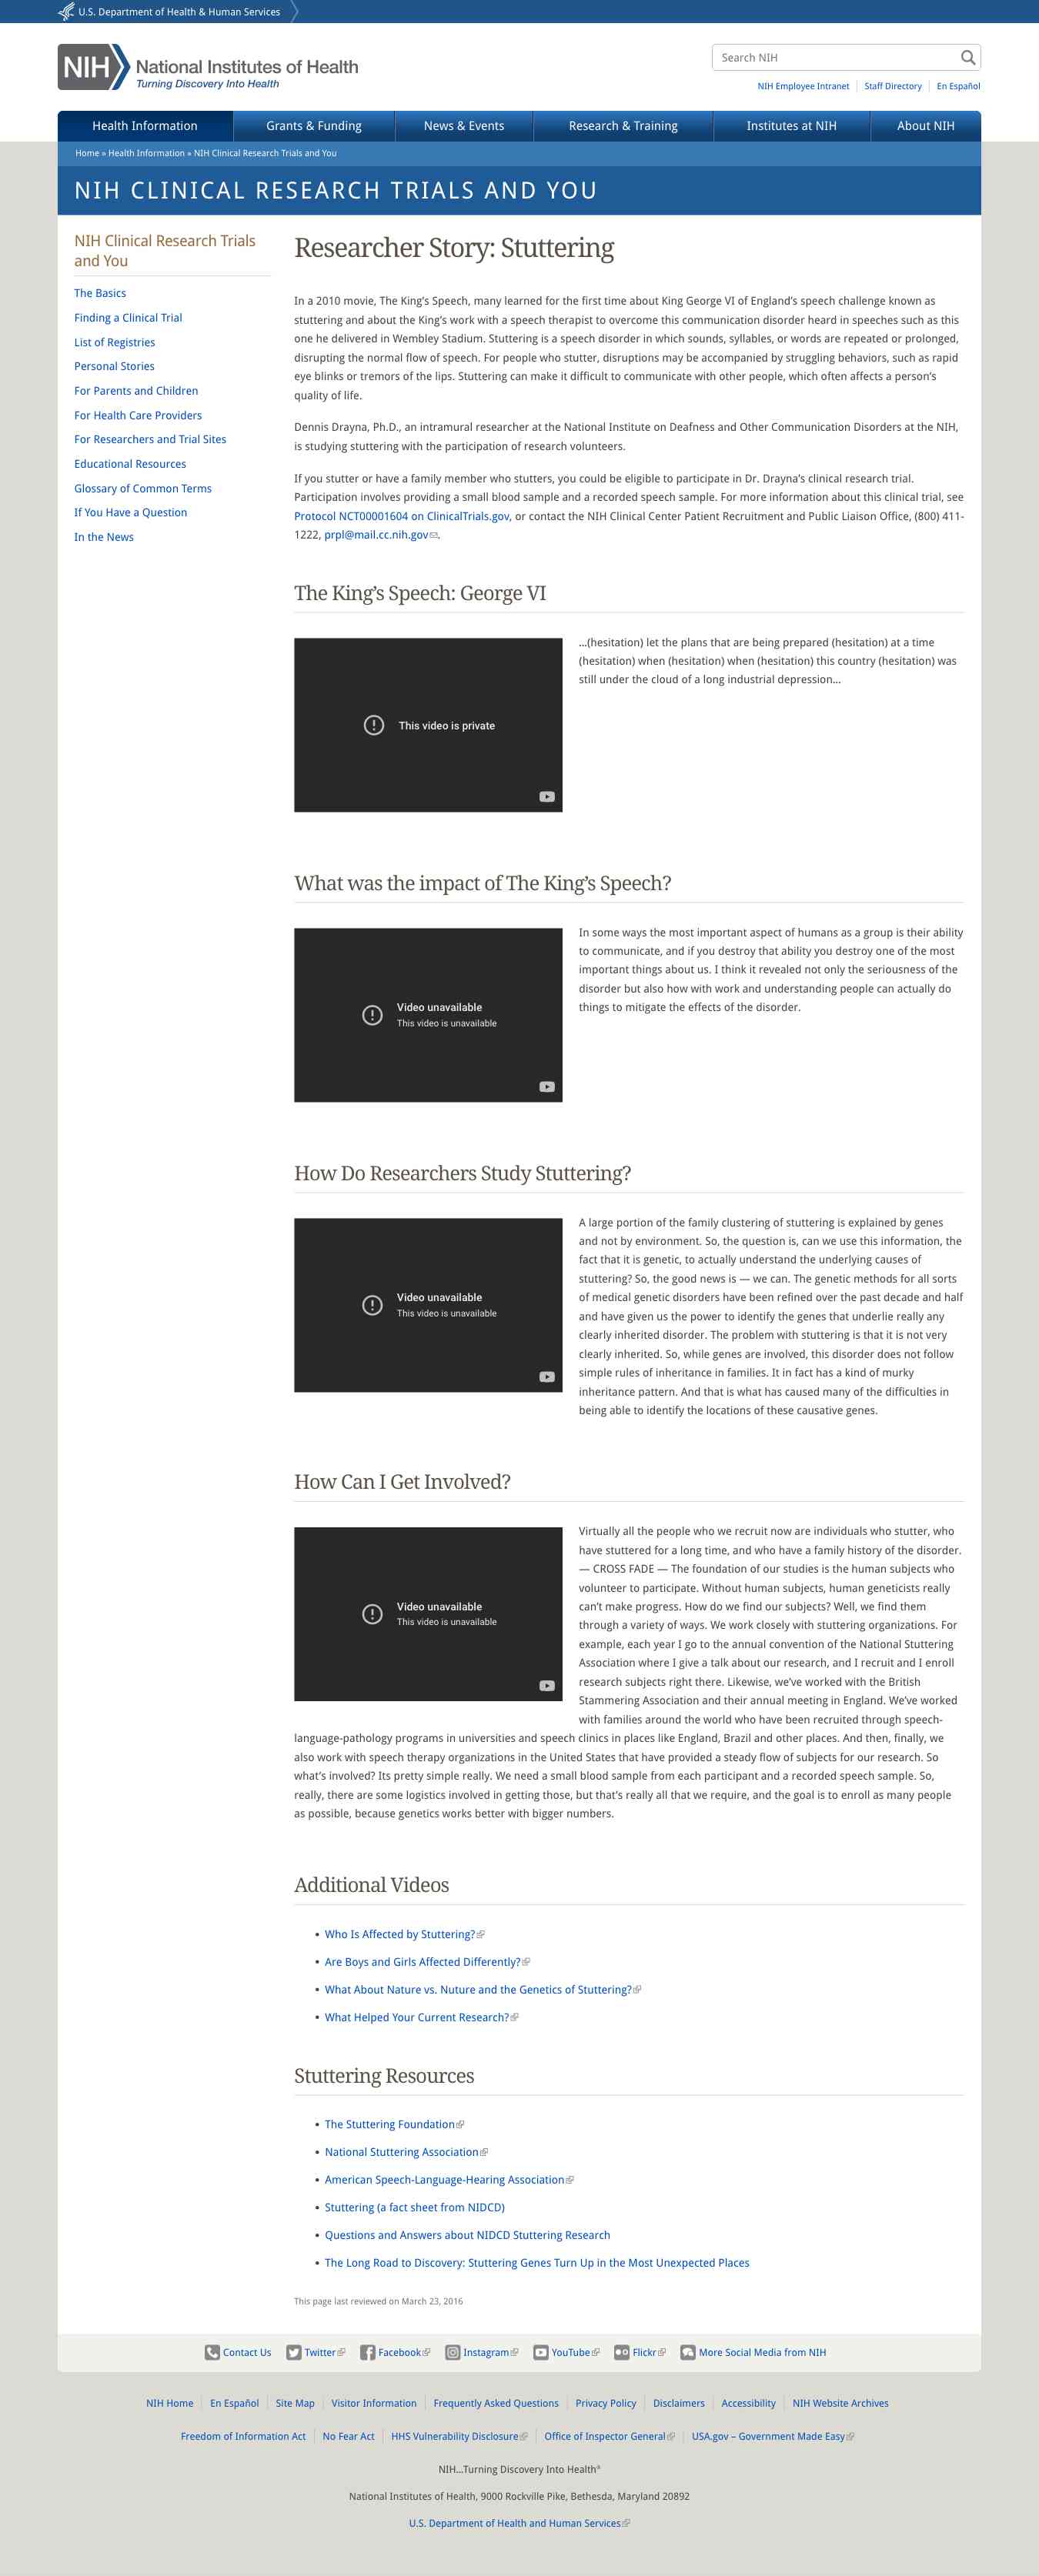 U.S. Department of Health & Human Services
NIH National Institutes of Health
Turning Discovery Into Health
Search NIH
NIH Employee Intranet
Staff Directory
En Español
Health Information
Grants & Funding
News & Events
Research & Training
Institutes at NIH
About NIH
Home » Health Information » NIH Clinical Research Trials and You
NIH CLINICAL RESEARCH TRIALS AND YOU
NIH Clinical Research Trials
and You
The Basics
Finding a Clinical Trial
List of Registries
Personal Stories
For Parents and Children
For Health Care Providers
For Researchers and Trial Sites
Educational Resources
Glossary of Common Terms
If You Have a Question
In the News
Researcher Story: Stuttering
In a 2010 movie, The King's Speech, many learned for the first time about King George VI of England's speech challenge known as
stuttering and about the King's work with a speech therapist to overcome this communication disorder heard in speeches such as this
one he delivered in Wembley Stadium. Stuttering is a speech disorder in which sounds, syllables, or words are repeated or prolonged,
disrupting the normal flow of speech. For people who stutter, disruptions may be accompanied by struggling behaviors, such as rapid
eye blinks or tremors of the lips. Stuttering can make it difficult to communicate with other people, which often affects a person's
quality of life.
Dennis Drayna, Ph.D., an intramural researcher at the National Institute on Deafness and Other Communication Disorders at the NIH,
is studying stuttering with the participation of research volunteers.
If you stutter or have a family member who stutters, you could be eligible to participate in Dr. Drayna's clinical research trial.
Participation involves providing a small blood sample and a recorded speech sample. For more information about this clinical trial, see
Protocol NCT00001604 on ClinicalTrials.gov, or contact the NIH Clinical Center Patient Recruitment and Public Liaison Office, (800) 411-
1222, prpl@mail.cc.nih.gov.
The King's Speech: George VI
This video is private
...(hesitation) let the plans that are being prepared (hesitation) at a time
(hesitation) when (hesitation) when (hesitation) this country (hesitation) was
still under the cloud of a long industrial depression...
What was the impact of The King's Speech?
Video unavailable
This video is unavailable
In some ways the most important aspect of humans as a group is their ability
to communicate, and if you destroy that ability you destroy one of the most
important things about us. I think it revealed not only the seriousness of the
disorder but also how with work and understanding people can actually do
things to mitigate the effects of the disorder.
How Do Researchers Study Stuttering?
Video unavailable
This video is unavailable
A large portion of the family clustering of stuttering is explained by genes
and not by environment. So, the question is, can we use this information, the
fact that it is genetic, to actually understand the underlying causes of
stuttering? So, the good news is — we can. The genetic methods for all sorts
of medical genetic disorders have been refined over the past decade and half
and have given us the power to identify the genes that underlie really any
clearly inherited disorder. The problem with stuttering is that it is not very
clearly inherited. So, while genes are involved, this disorder does not follow
simple rules of inheritance in families. It in fact has a kind of murky
inheritance pattern. And that is what has caused many of the difficulties in
being able to identify the locations of these causative genes.
How Can I Get Involved?
Video unavailable
This video is unavailable
Virtually all the people who we recruit now are individuals who stutter, who
have stuttered for a long time, and who have a family history of the disorder.
— CROSS FADE — The foundation of our studies is the human subjects who
volunteer to participate. Without human subjects, human geneticists really
can't make progress. How do we find our subjects? Well, we find them
through a variety of ways. We work closely with stuttering organizations. For
example, each year I go to the annual convention of the National Stuttering
Association where I give a talk about our research, and I recruit and I enroll
research subjects right there. Likewise, we've worked with the British
Stammering Association and their annual meeting in England. We've worked
with families around the world who have been recruited through speech-
language-pathology programs in universities and speech clinics in places like England, Brazil and other places. And then, finally, we
also work with speech therapy organizations in the United States that have provided a steady flow of subjects for our research. So
what's involved? Its pretty simple really. We need a small blood sample from each participant and a recorded speech sample. So,
really, there are some logistics involved in getting those, but that's really all that we require, and the goal is to enroll as many people
as possible, because genetics works better with bigger numbers.
Additional Videos
• Who Is Affected by Stuttering?
• Are Boys and Girls Affected Differently?
• What About Nature vs. Nuture and the Genetics of Stuttering?
• What Helped Your Current Research?
Stuttering Resources
• The Stuttering Foundation
• National Stuttering Association
• American Speech-Language-Hearing Association
• Stuttering (a fact sheet from NIDCD)
• Questions and Answers about NIDCD Stuttering Research
• The Long Road to Discovery: Stuttering Genes Turn Up in the Most Unexpected Places
This page last reviewed on March 23, 2016
Contact Us
Twitter
Facebook
Instagram
YouTube
Flickr
More Social Media from NIH
NIH Home
En Español
Site Map
Visitor Information
Frequently Asked Questions
Privacy Policy
Disclaimers
Accessibility
NIH Website Archives
Freedom of Information Act
No Fear Act
HHS Vulnerability Disclosure
Office of Inspector General
USA.gov – Government Made Easy
NIH...Turning Discovery Into Health®
National Institutes of Health, 9000 Rockville Pike, Bethesda, Maryland 20892
U.S. Department of Health and Human Services